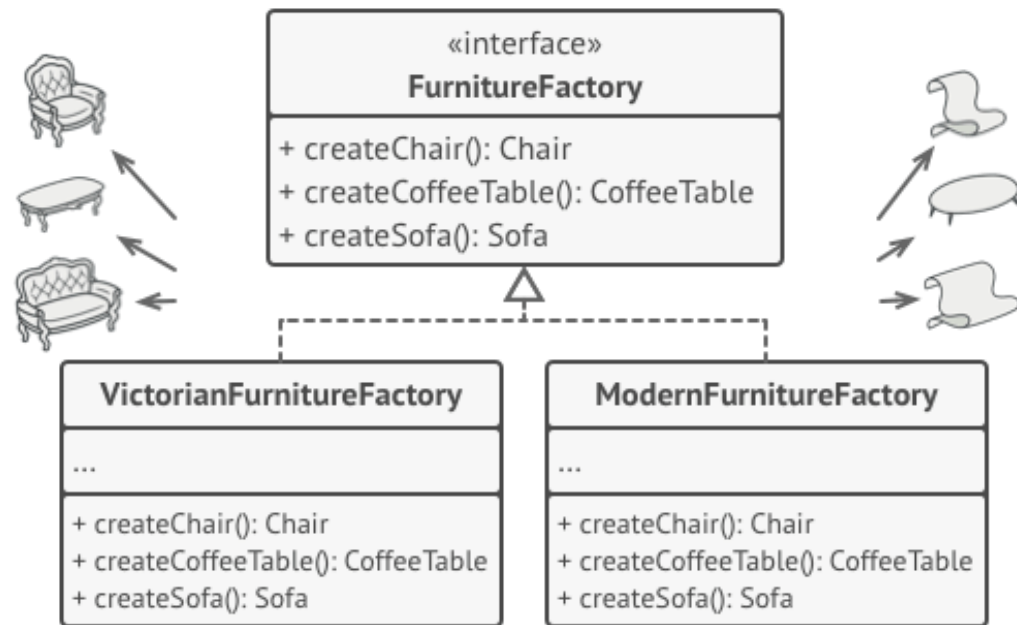 «interface»
FurnitureFactory
+ createChair(): Chair
+ createCoffeeTable(): CoffeeTable
+ createSofa(): Sofa
VictorianFurnitureFactory
...
+ createChair(): Chair
+ createCoffeeTable(): CoffeeTable
+ createSofa(): Sofa
ModernFurnitureFactory
...
+ createChair(): Chair
+ createCoffeeTable(): CoffeeTable
+ createSofa(): Sofa